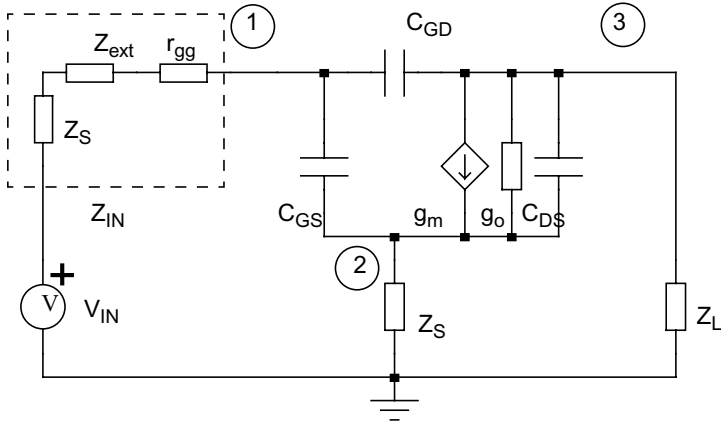 1
3
C_GD
Z_ext
r_gg
Z_S
Z_IN
C_GS
g_m
g_o
C_DS
2
+
V
V_IN
Z_S
Z_L